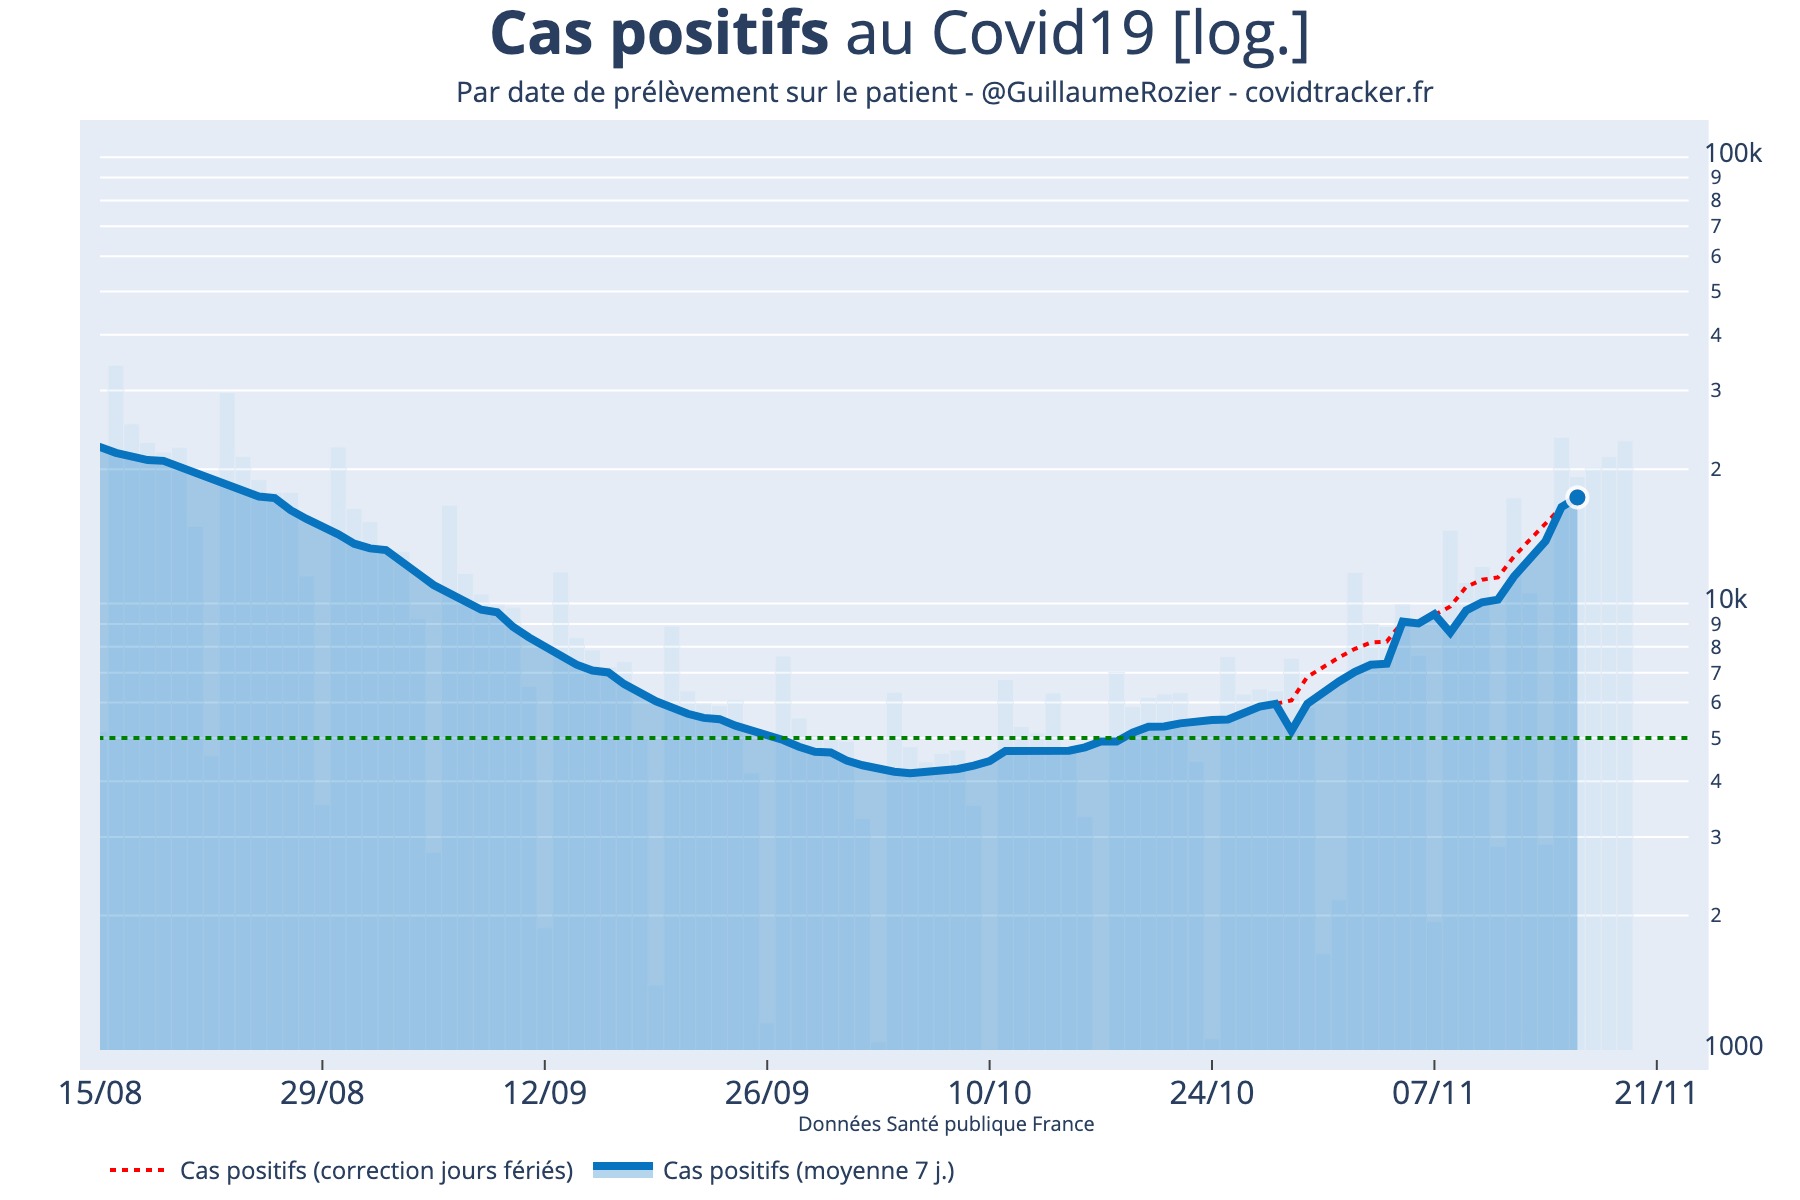 Cas positifs au Covid19 [log.]
Par date de prélèvement sur le patient - @GuillaumeRozier - covidtracker.fr
100k
9
8
7
6
5
4
3
2
10k
9
8
7
6
5
4
3
2
1000
15/08 29/08 12/09 26/09 10/10 24/10 07/11 21/11
Données Santé publique France
Cas positifs (correction jours fériés) Cas positifs (moyenne 7 j.)